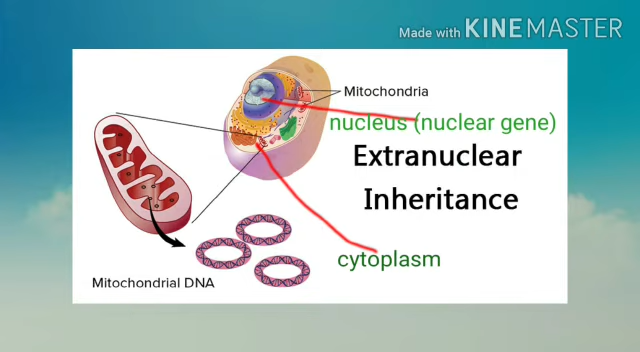 Made with KINEMASTER
Mitochondria
nucleus (nuclear gene)
Extranuclear
Inheritance
cytoplasm
Mitochondrial DNA